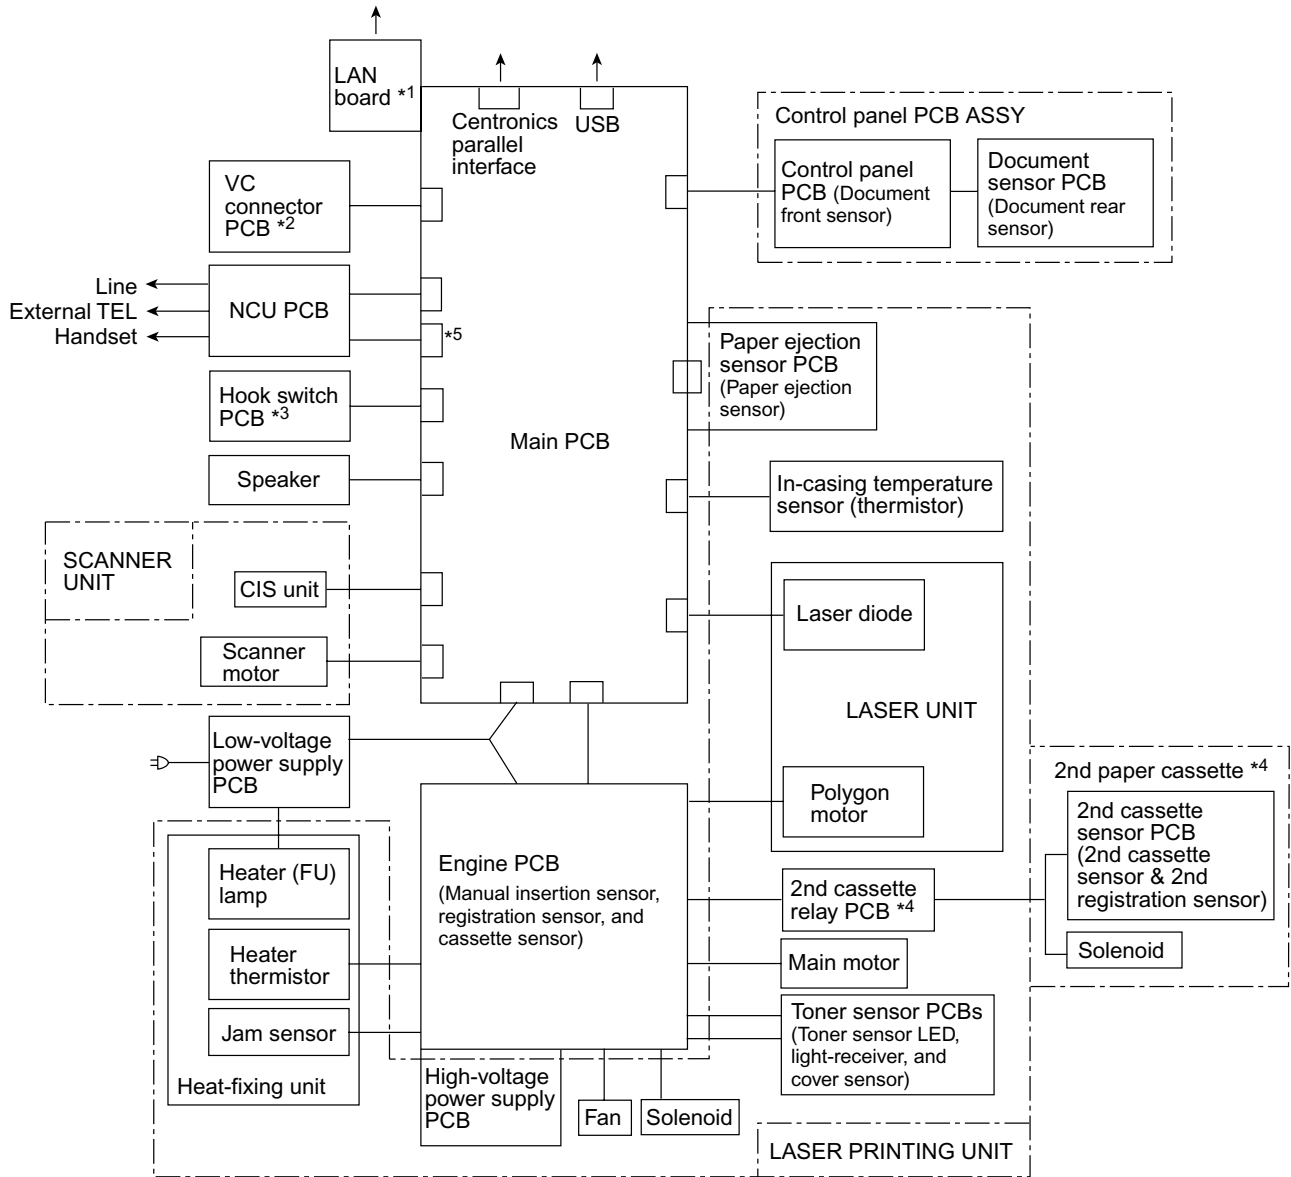 LAN
board *1
Centronics
parallel
interface
USB
Control panel PCB ASSY
Control panel
PCB (Document
front sensor)
Document
sensor PCB
(Document rear
sensor)
VC
connector
PCB *2
Line
External TEL
Handset
NCU PCB
*5
Hook switch
PCB *3
Speaker
Main PCB
Paper ejection
sensor PCB
(Paper ejection
sensor)
In-casing temperature
sensor (thermistor)
SCANNER
UNIT
CIS unit
Scanner
motor
Laser diode
LASER UNIT
Polygon
motor
Low-voltage
power supply
PCB
2nd paper cassette *4
2nd cassette
sensor PCB
(2nd cassette
sensor & 2nd
registration sensor)
Solenoid
Heater (FU)
lamp
Heater
thermistor
Jam sensor
Heat-fixing unit
Engine PCB
(Manual insertion sensor,
registration sensor, and
cassette sensor)
2nd cassette
relay PCB *4
Main motor
Toner sensor PCBs
(Toner sensor LED,
light-receiver, and
cover sensor)
High-voltage
power supply
PCB
Fan
Solenoid
LASER PRINTING UNIT